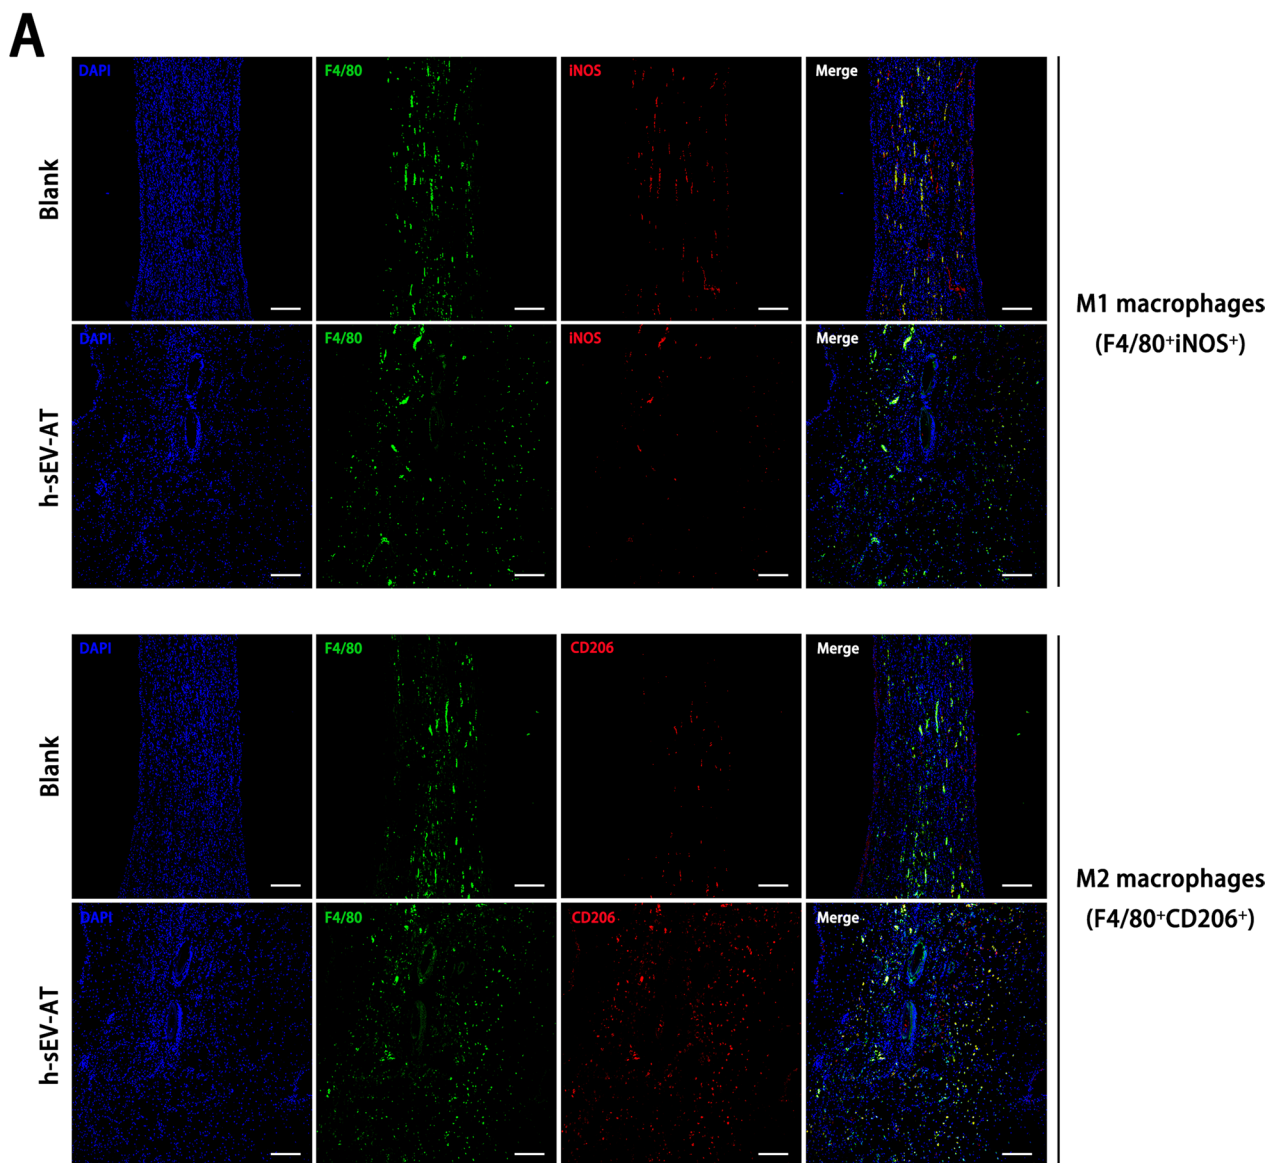 A
DAPI F4/80 iNOS Merge
Blank
DAPI F4/80 iNOS Merge
h-sEV-AT
M1 macrophages
(F4/80⁺iNOS⁺)
DAPI F4/80 CD206 Merge
Blank
DAPI F4/80 CD206 Merge
h-sEV-AT
M2 macrophages
(F4/80⁺CD206⁺)